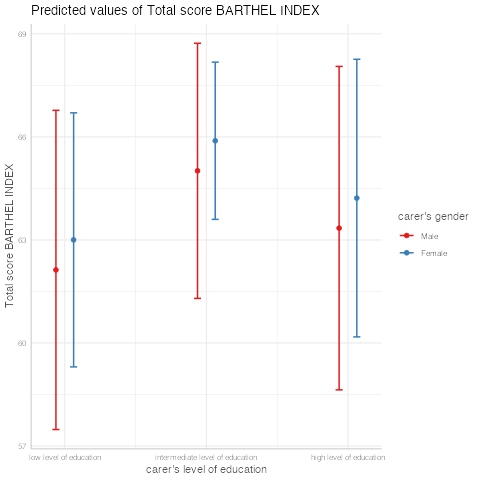 Predicted values of Total score BARTHEL INDEX
69
66
63
60
57
Total score BARTHEL INDEX
low level of education intermediate level of education high level of education
carer's level of education
carer's gender
Male
Female